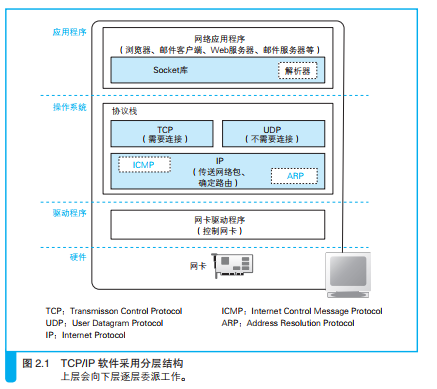 应用程序
网络应用程序
（浏览器、邮件客户端、Web服务器、邮件服务器等）
Socket库
解析器
操作系统
协议栈
TCP
（需要连接）
UDP
（不需要连接）
ICMP
IP
（传送网络包、
确定路由）
ARP
驱动程序
网卡驱动程序
（控制网卡）
硬件
网卡
TCP：Transmisson Control Protocol
ICMP：Internet Control Message Protocol
UDP：User Datagram Protocol
ARP：Address Resolution Protocol
IP：Internet Protocol
图 2.1 TCP/IP 软件采用分层结构
上层会向下层逐层委派工作。